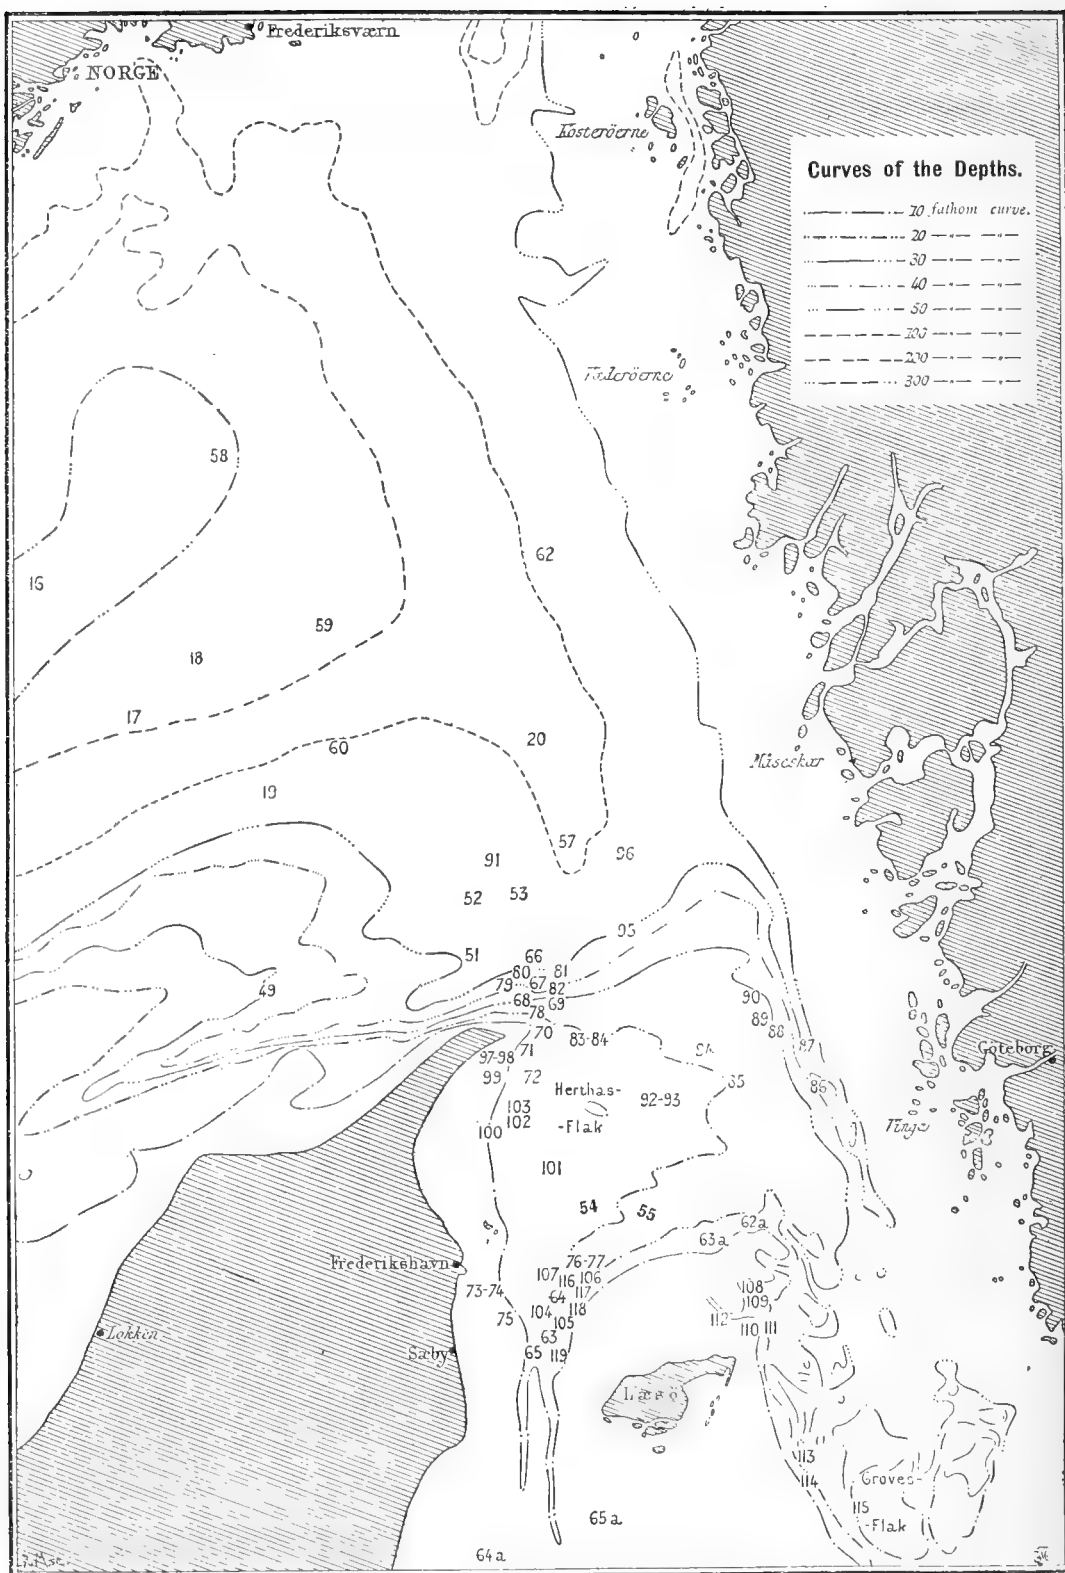 Frederiksværn
NORGE
Kosteröerne
Curves of the Depths.
10 fathom curve.
20 —"— —"—
30 —"— —"—
40 —"— —"—
50 —"— —"—
100 —"— —"—
200 —"— —"—
300 —"— —"—
58
62
16
59
18
17
60
20
Måseskar
19
57
96
91
52
53
95
51
66
80
81
79
67
82
49
68
69
78
90
70
83-84
89
88
87
71
97-98
Göteborg
99
72
86
Herthas-
92-93
103
102
-Flak
100
Tinge
101
54
55
62a
63a
Frederikshavn
76-77
107
106
116
73-74
64
117
108
109
104
118
75
105
112
110
111
Lokken
63
Sæby
65
119
Læsö
113
114
Groves-
115
-Flak
65a
64a